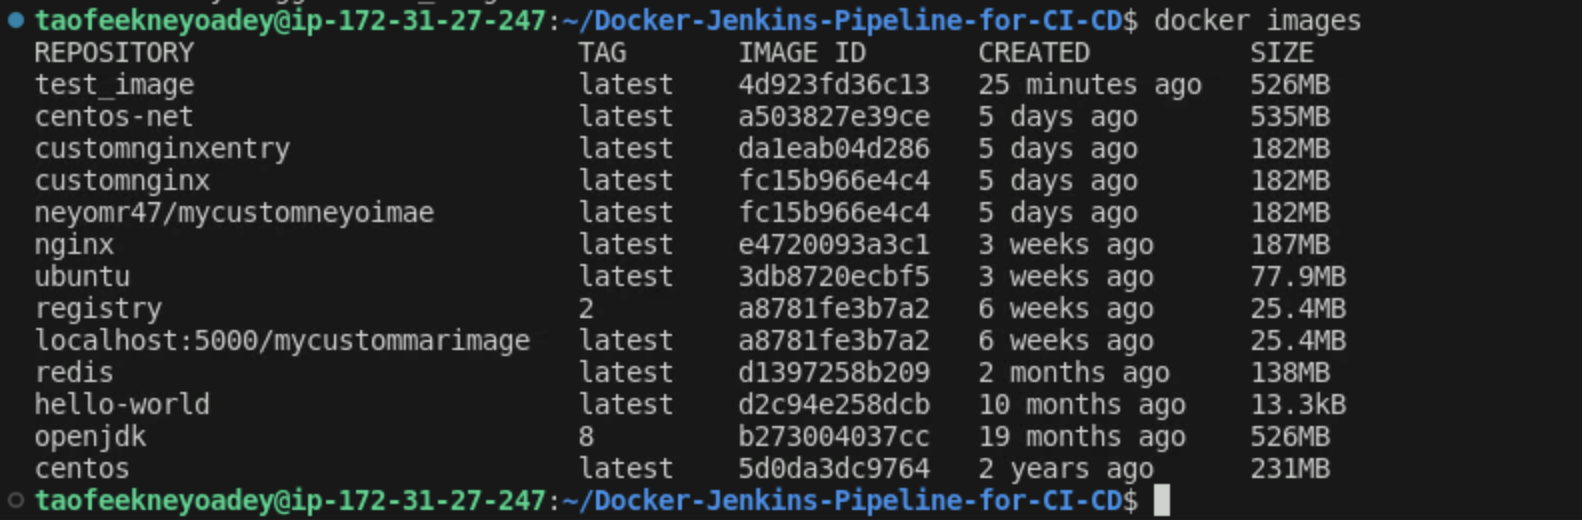 taofeekneyoadey@ip-172-31-27-247:~/Docker-Jenkins-Pipeline-for-CI-CD$ docker images
REPOSITORY TAG IMAGE ID CREATED SIZE
test_image latest 4d923fd36c13 25 minutes ago 526MB
centos-net latest a503827e39ce 5 days ago 535MB
customnginxentry latest da1eab04d286 5 days ago 182MB
customnginx latest fc15b966e4c4 5 days ago 182MB
neyomr47/mycustomneyoimae latest fc15b966e4c4 5 days ago 182MB
nginx latest e4720093a3c1 3 weeks ago 187MB
ubuntu latest 3db8720ecbf5 3 weeks ago 77.9MB
registry 2 a8781fe3b7a2 6 weeks ago 25.4MB
localhost:5000/mycustommarimage latest a8781fe3b7a2 6 weeks ago 25.4MB
redis latest d1397258b209 2 months ago 138MB
hello-world latest d2c94e258dcb 10 months ago 13.3kB
openjdk 8 b273004037cc 19 months ago 526MB
centos latest 5d0da3dc9764 2 years ago 231MB
taofeekneyoadey@ip-172-31-27-247:~/Docker-Jenkins-Pipeline-for-CI-CD$